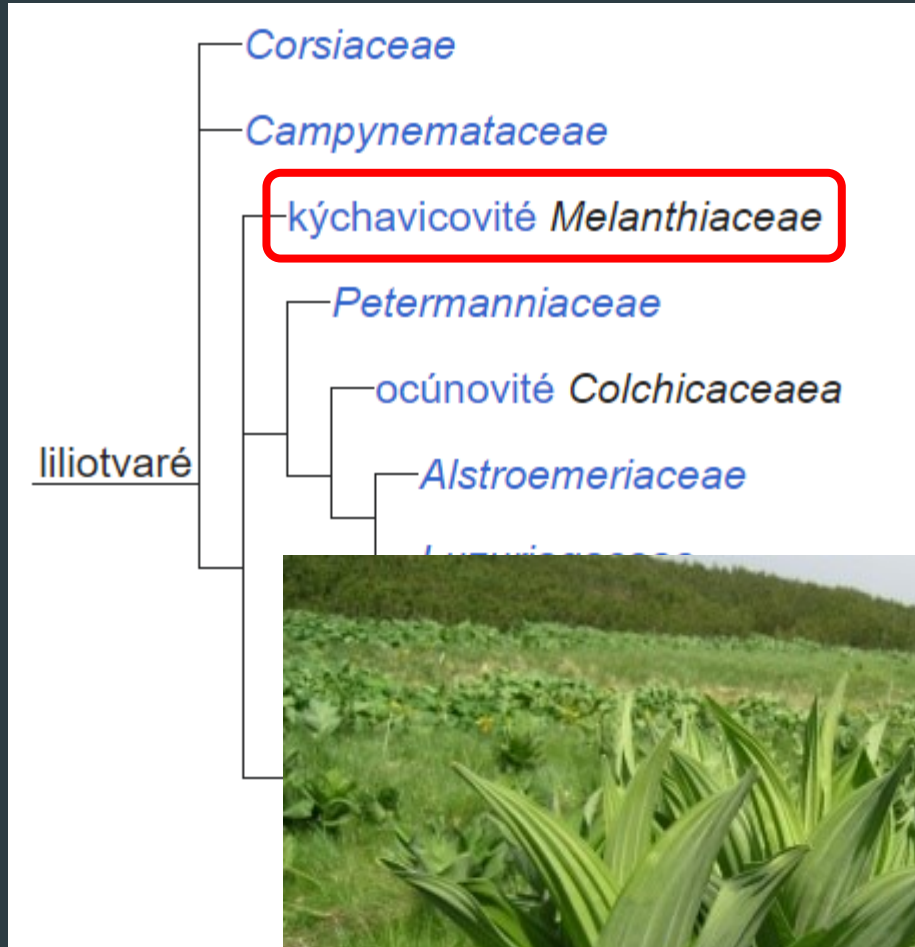 Corsiaceae
Campynemataceae
kýchavicovité Melanthiaceae
Petermanniaceae
ocúnovité Colchicaceaea
liliotvaré
Alstroemeriaceae